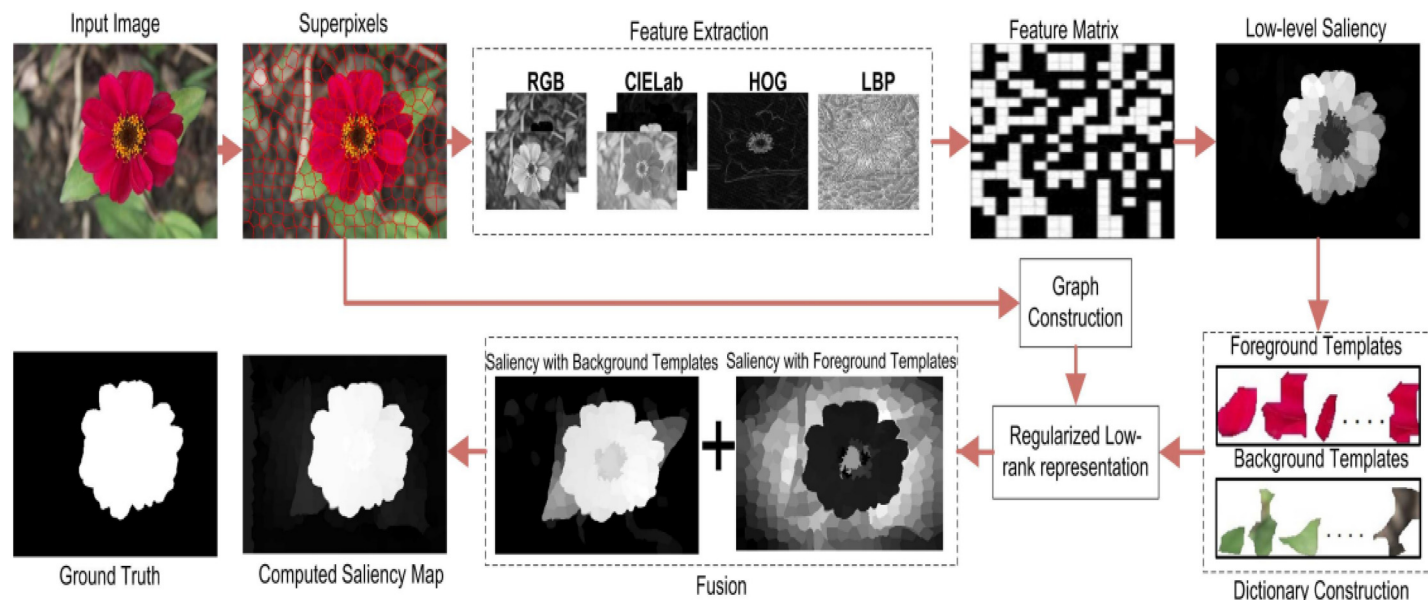 Input Image
Superpixels
Feature Extraction
Feature Matrix
Low-level Saliency
RGB
CIELab
HOG
LBP
Graph
Construction
Foreground Templates
Background Templates
Dictionary Construction
Regularized Low-
rank representation
Saliency with Background Templates
Saliency with Foreground Templates
+
Fusion
Computed Saliency Map
Ground Truth